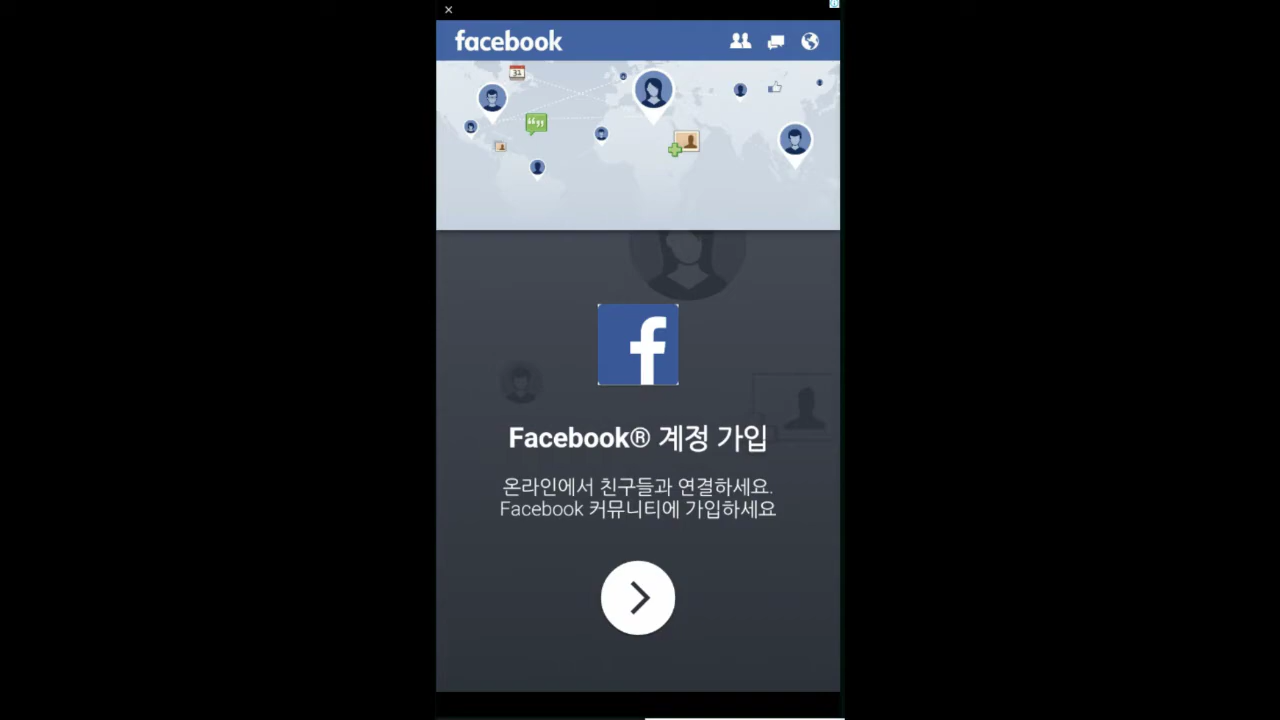 facebook
31
Facebook® 계정 가입
온라인에서 친구들과 연결하세요.
Facebook 커뮤니티에 가입하세요